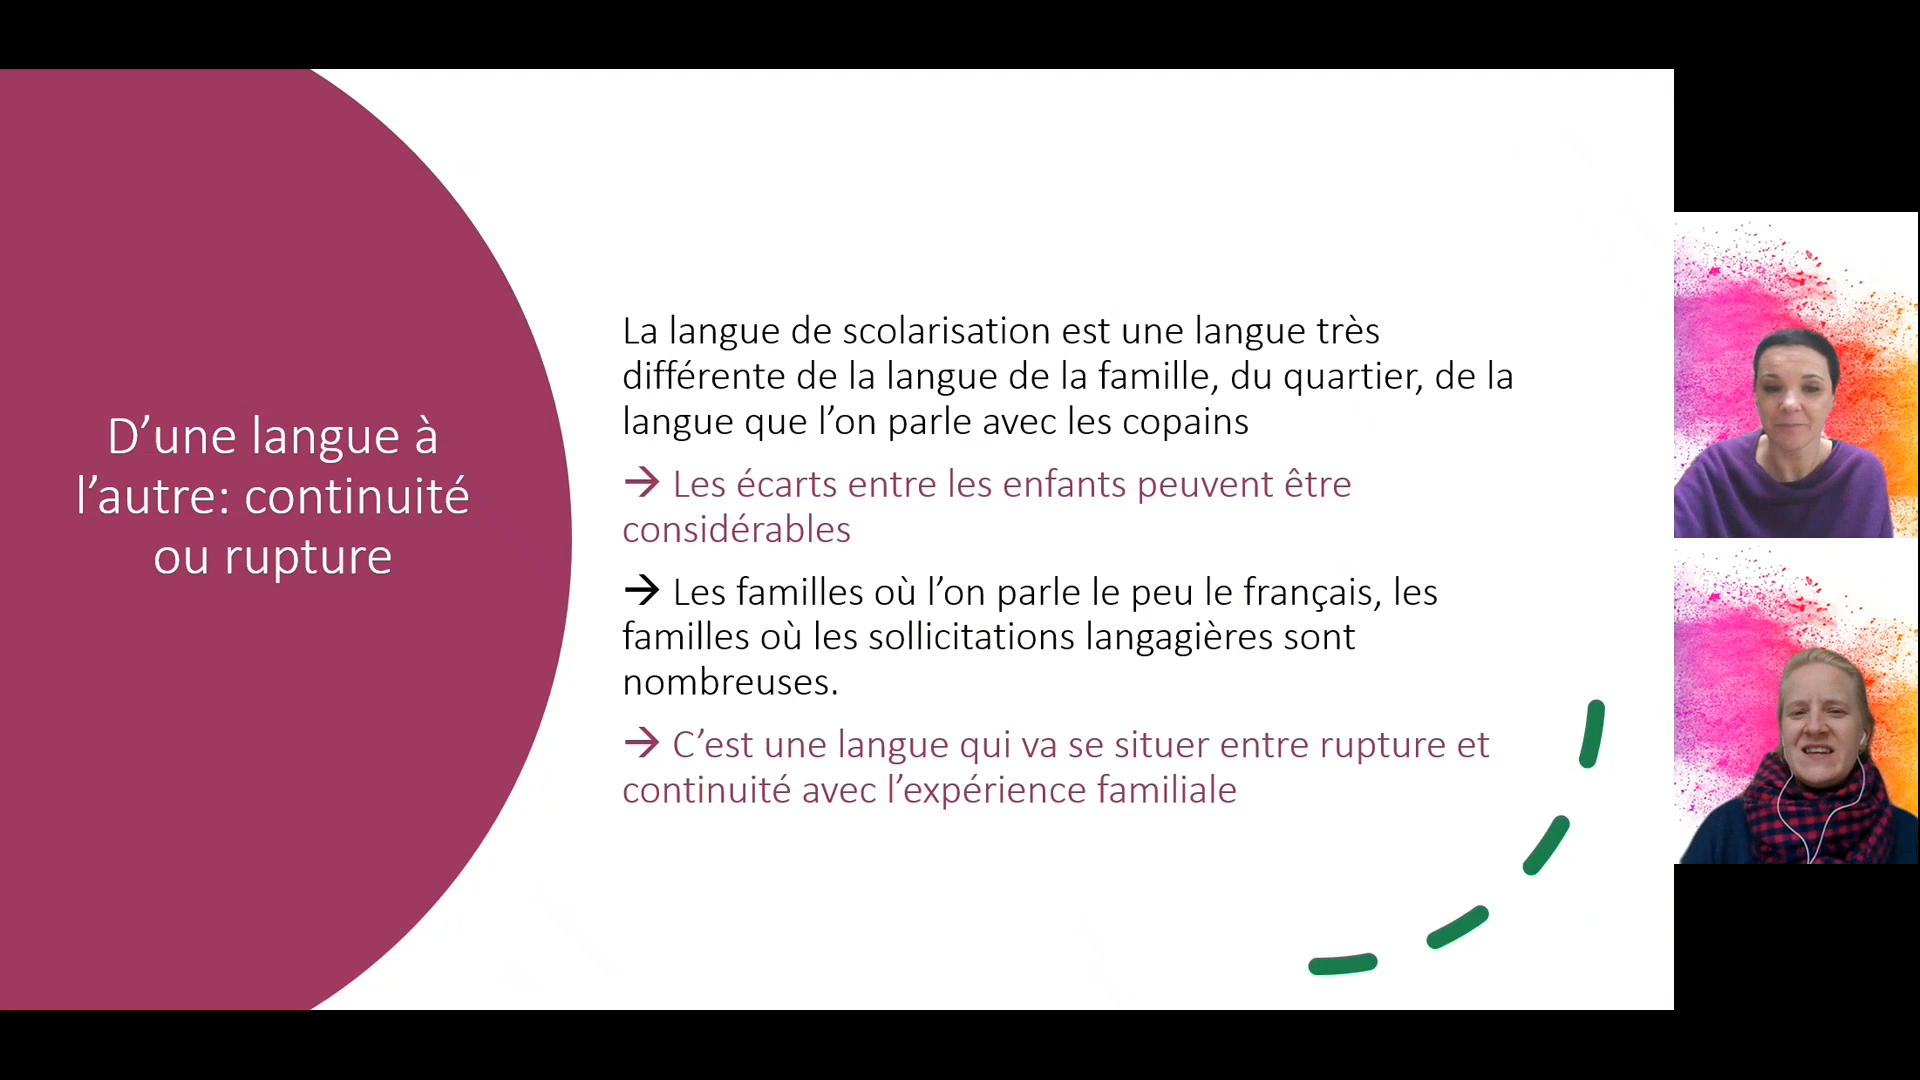 D’une langue à
l’autre: continuité
ou rupture
La langue de scolarisation est une langue très
différente de la langue de la famille, du quartier, de la
langue que l’on parle avec les copains
→ Les écarts entre les enfants peuvent être
considérables
→ Les familles où l’on parle le peu le français, les
familles où les sollicitations langagières sont
nombreuses.
→ C’est une langue qui va se situer entre rupture et
continuité avec l’expérience familiale